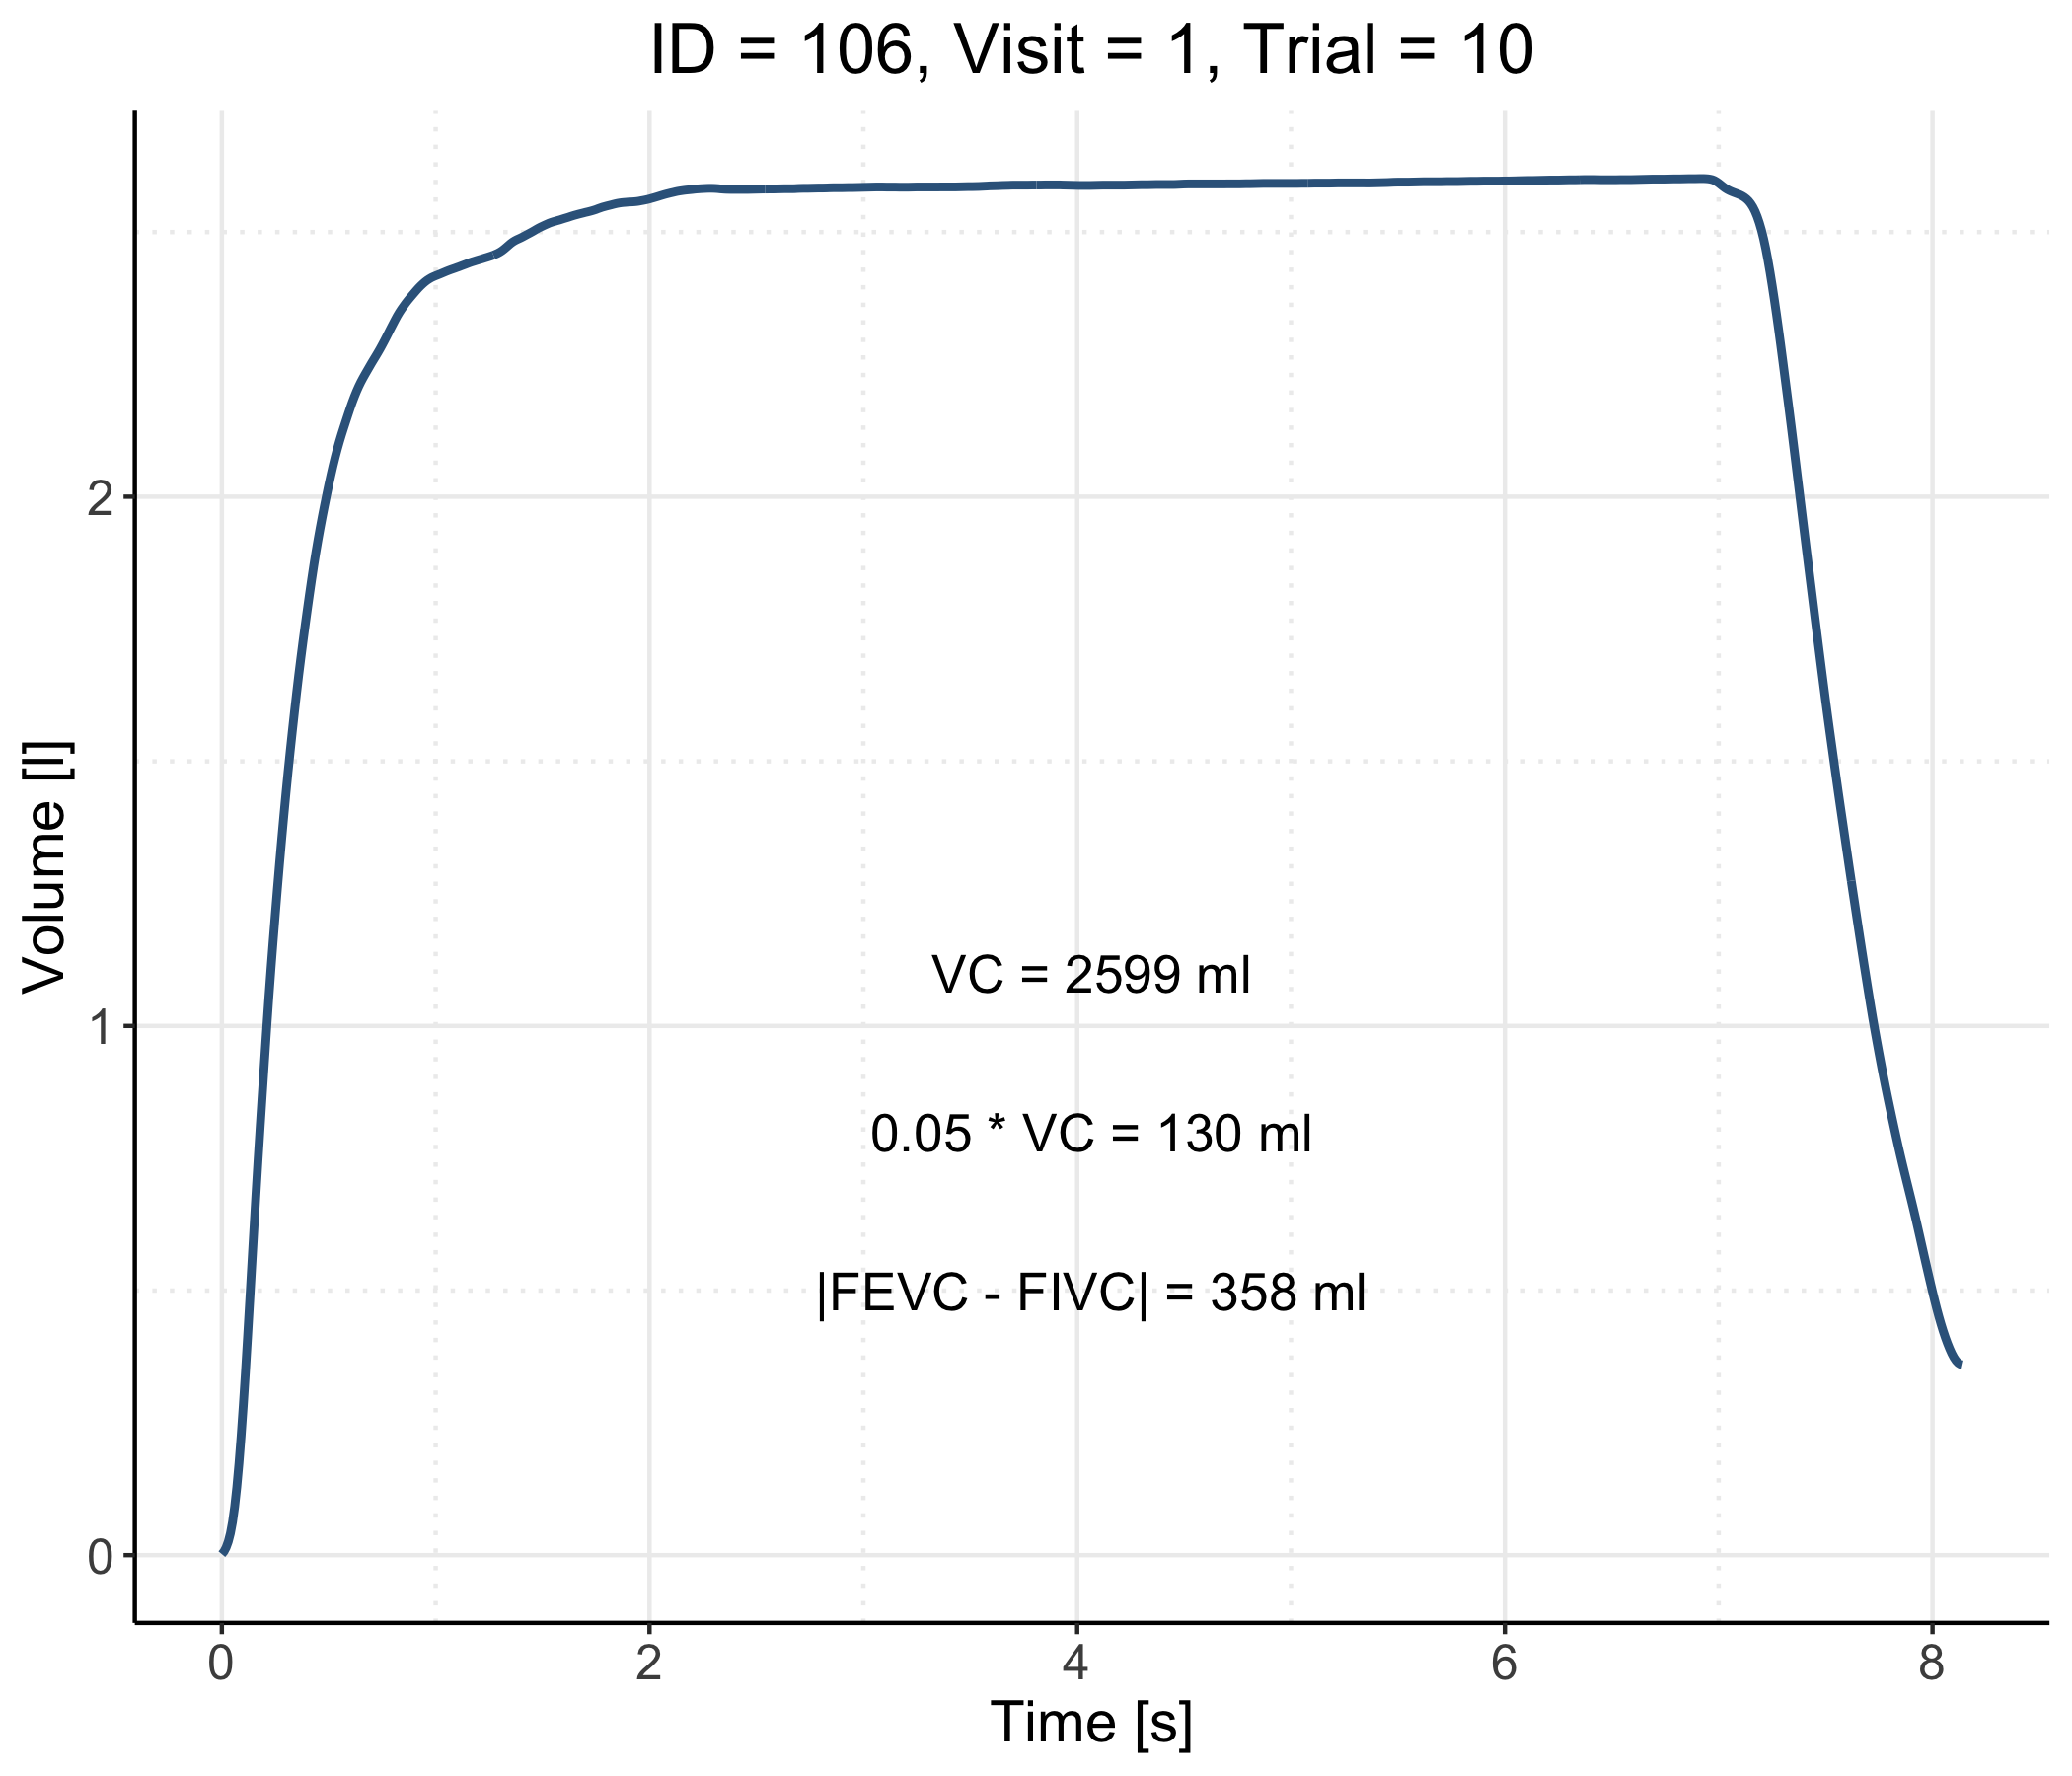 ID = 106, Visit = 1, Trial = 10
Volume [l]
2
1
0
VC = 2599 ml
0.05 * VC = 130 ml
|FEVC - FIVC| = 358 ml
0 2 4 6 8
Time [s]